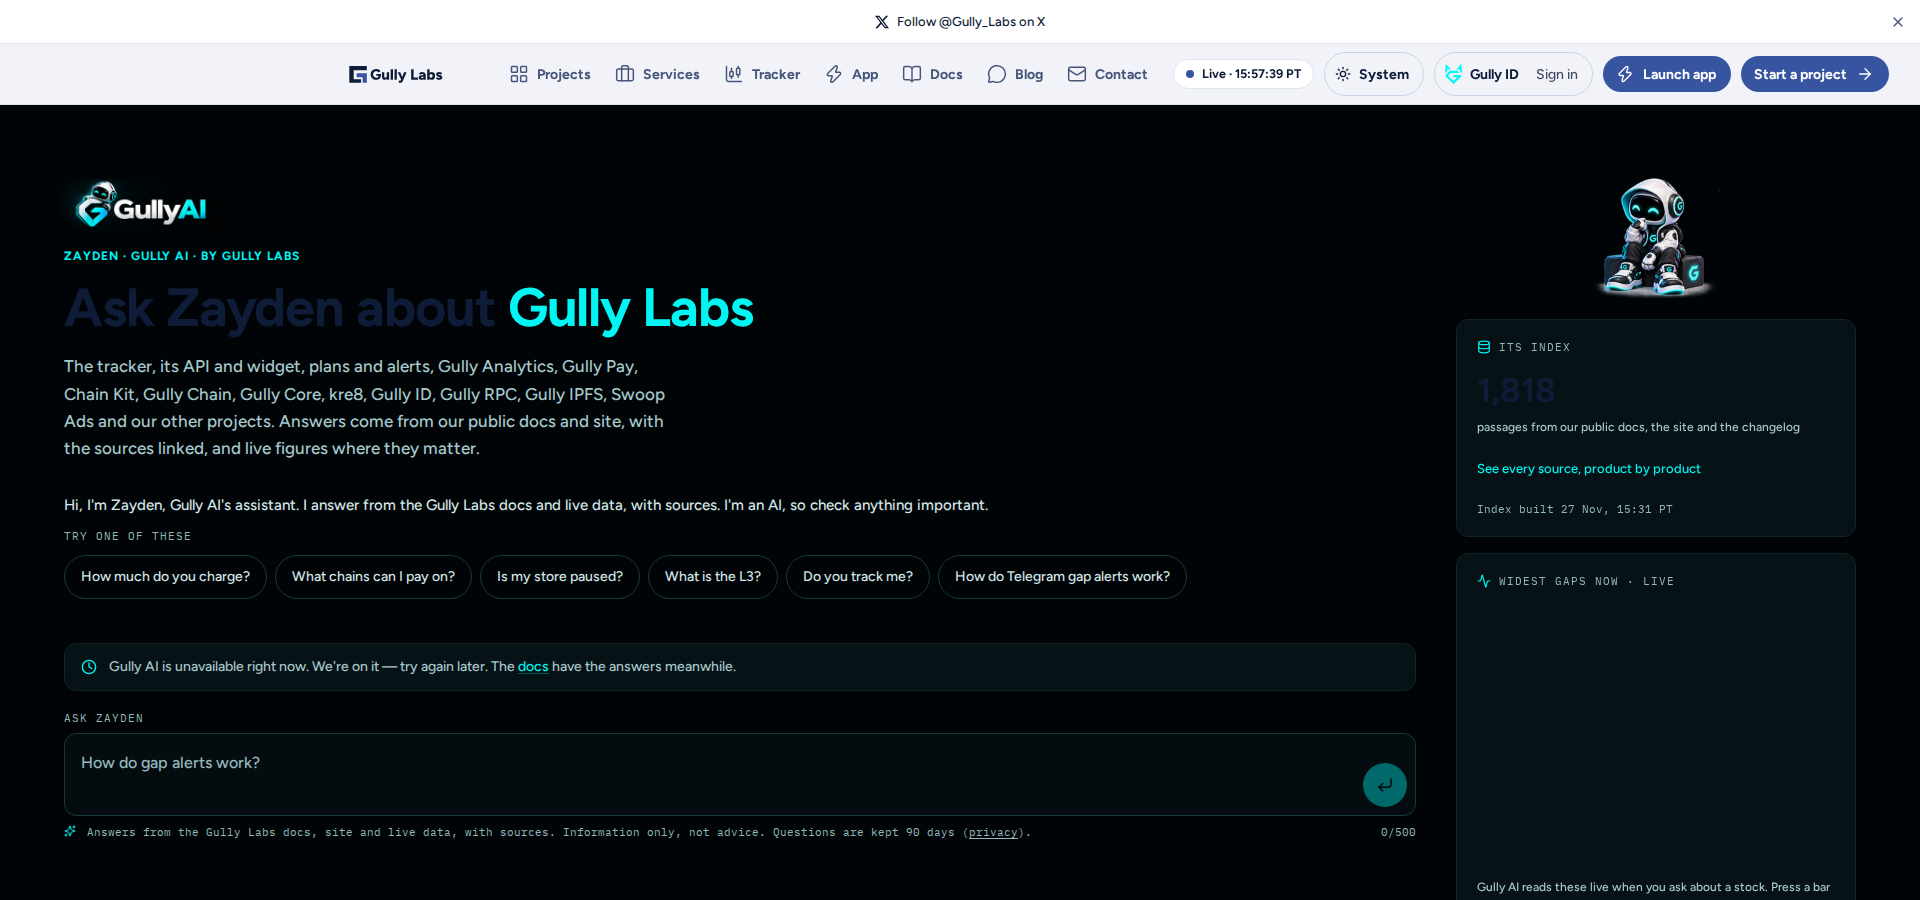 Follow @Gully_Labs on X
Gully Labs
Projects
Services
Tracker
App
Docs
Blog
Contact
Live · 15:57:39 PT
System
Gully ID Sign in
Launch app
Start a project
GullyAI
ZAYDEN · GULLY AI · BY GULLY LABS
Ask Zayden about Gully Labs
The tracker, its API and widget, plans and alerts, Gully Analytics, Gully Pay,
Chain Kit, Gully Chain, Gully Core, kre8, Gully ID, Gully RPC, Gully IPFS, Swoop
Ads and our other projects. Answers come from our public docs and site, with
the sources linked, and live figures where they matter.
Hi, I'm Zayden, Gully AI's assistant. I answer from the Gully Labs docs and live data, with sources. I'm an AI, so check anything important.
TRY ONE OF THESE
How much do you charge?
What chains can I pay on?
Is my store paused?
What is the L3?
Do you track me?
How do Telegram gap alerts work?
Gully AI is unavailable right now. We're on it — try again later. The docs have the answers meanwhile.
ASK ZAYDEN
How do gap alerts work?
Answers from the Gully Labs docs, site and live data, with sources. Information only, not advice. Questions are kept 90 days (privacy).
0/500
ITS INDEX
1,818
passages from our public docs, the site and the changelog
See every source, product by product
Index built 27 Nov, 15:31 PT
WIDEST GAPS NOW · LIVE
Gully AI reads these live when you ask about a stock. Press a bar